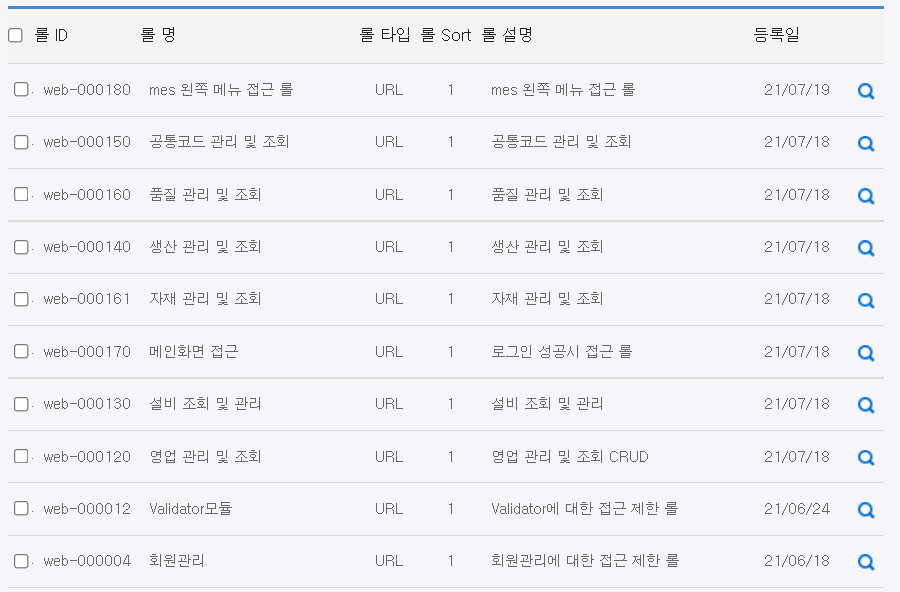 롤 ID 롤 명 롤 타입 롤 Sort 롤 설명 등록일
web-000180 mes 왼쪽 메뉴 접근 롤 URL 1 mes 왼쪽 메뉴 접근 롤 21/07/19
web-000150 공통코드 관리 및 조회 URL 1 공통코드 관리 및 조회 21/07/18
web-000160 품질 관리 및 조회 URL 1 품질 관리 및 조회 21/07/18
web-000140 생산 관리 및 조회 URL 1 생산 관리 및 조회 21/07/18
web-000161 자재 관리 및 조회 URL 1 자재 관리 및 조회 21/07/18
web-000170 메인화면 접근 URL 1 로그인 성공시 접근 롤 21/07/18
web-000130 설비 조회 및 관리 URL 1 설비 조회 및 관리 21/07/18
web-000120 영업 관리 및 조회 URL 1 영업 관리 및 조회 CRUD 21/07/18
web-000012 Validator모듈 URL 1 Validator에 대한 접근 제한 롤 21/06/24
web-000004 회원관리 URL 1 회원관리에 대한 접근 제한 롤 21/06/18